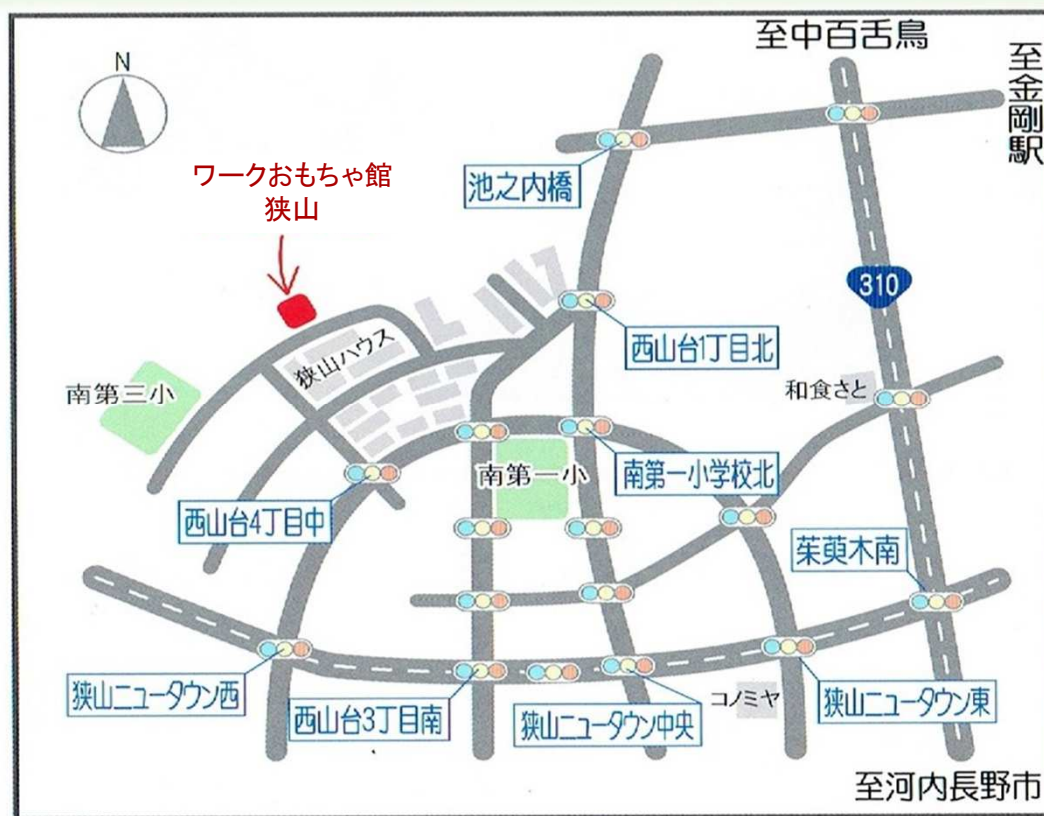 至中百舌鳥
至金剛駅
N
ワークおもちゃ館
狭山
池之内橋
310
西山台1丁目北
狭山ハウス
南第三小
和食さと
南第一小
南第一小学校北
西山台4丁目中
茱萸木南
狭山ニュータウン西
西山台3丁目南
狭山ニュータウン中央
コノミヤ
狭山ニュータウン東
至河内長野市